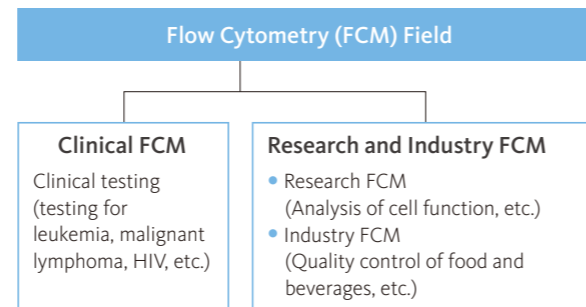 Flow Cytometry (FCM) Field
Clinical FCM
Clinical testing
(testing for
leukemia, malignant
lymphoma, HIV, etc.)
Research and Industry FCM
• Research FCM
(Analysis of cell function, etc.)
• Industry FCM
(Quality control of food and
beverages, etc.)